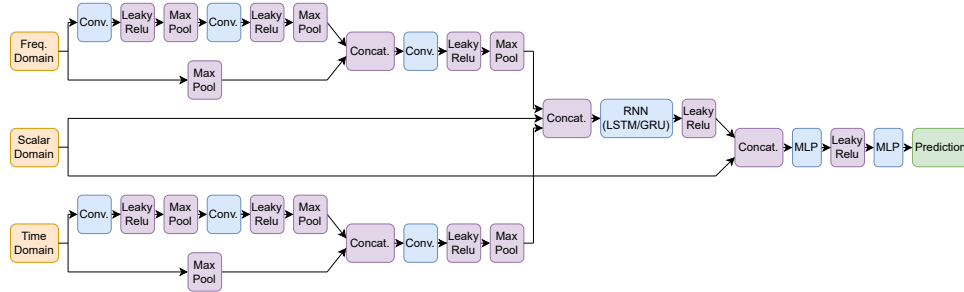 Freq.
Domain
Conv.
Leaky
Relu
Max
Pool
Conv.
Leaky
Relu
Max
Pool
Max
Pool
Concat.
Conv.
Leaky
Relu
Max
Pool
Scalar
Domain
Concat.
RNN
(LSTM/GRU)
Leaky
Relu
Concat.
MLP
Leaky
Relu
MLP
Prediction
Time
Domain
Conv.
Leaky
Relu
Max
Pool
Conv.
Leaky
Relu
Max
Pool
Max
Pool
Concat.
Conv.
Leaky
Relu
Max
Pool